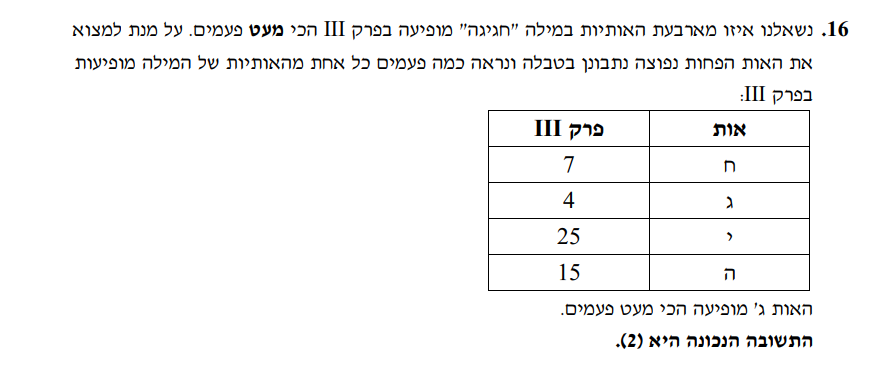 16. נשאלנו איזו מארבעת האותיות במילה "חגיגה" מופיעה בפרק III הכי מעט פעמים. על מנת למצוא
את האות הפחות נפוצה נתבונן בטבלה ונראה כמה פעמים כל אחת מהאותיות של המילה מופיעות
בפרק III:
אות פרק III
ח 7
ג 4
י 25
ה 15
האות ג' מופיעה הכי מעט פעמים.
התשובה הנכונה היא (2).